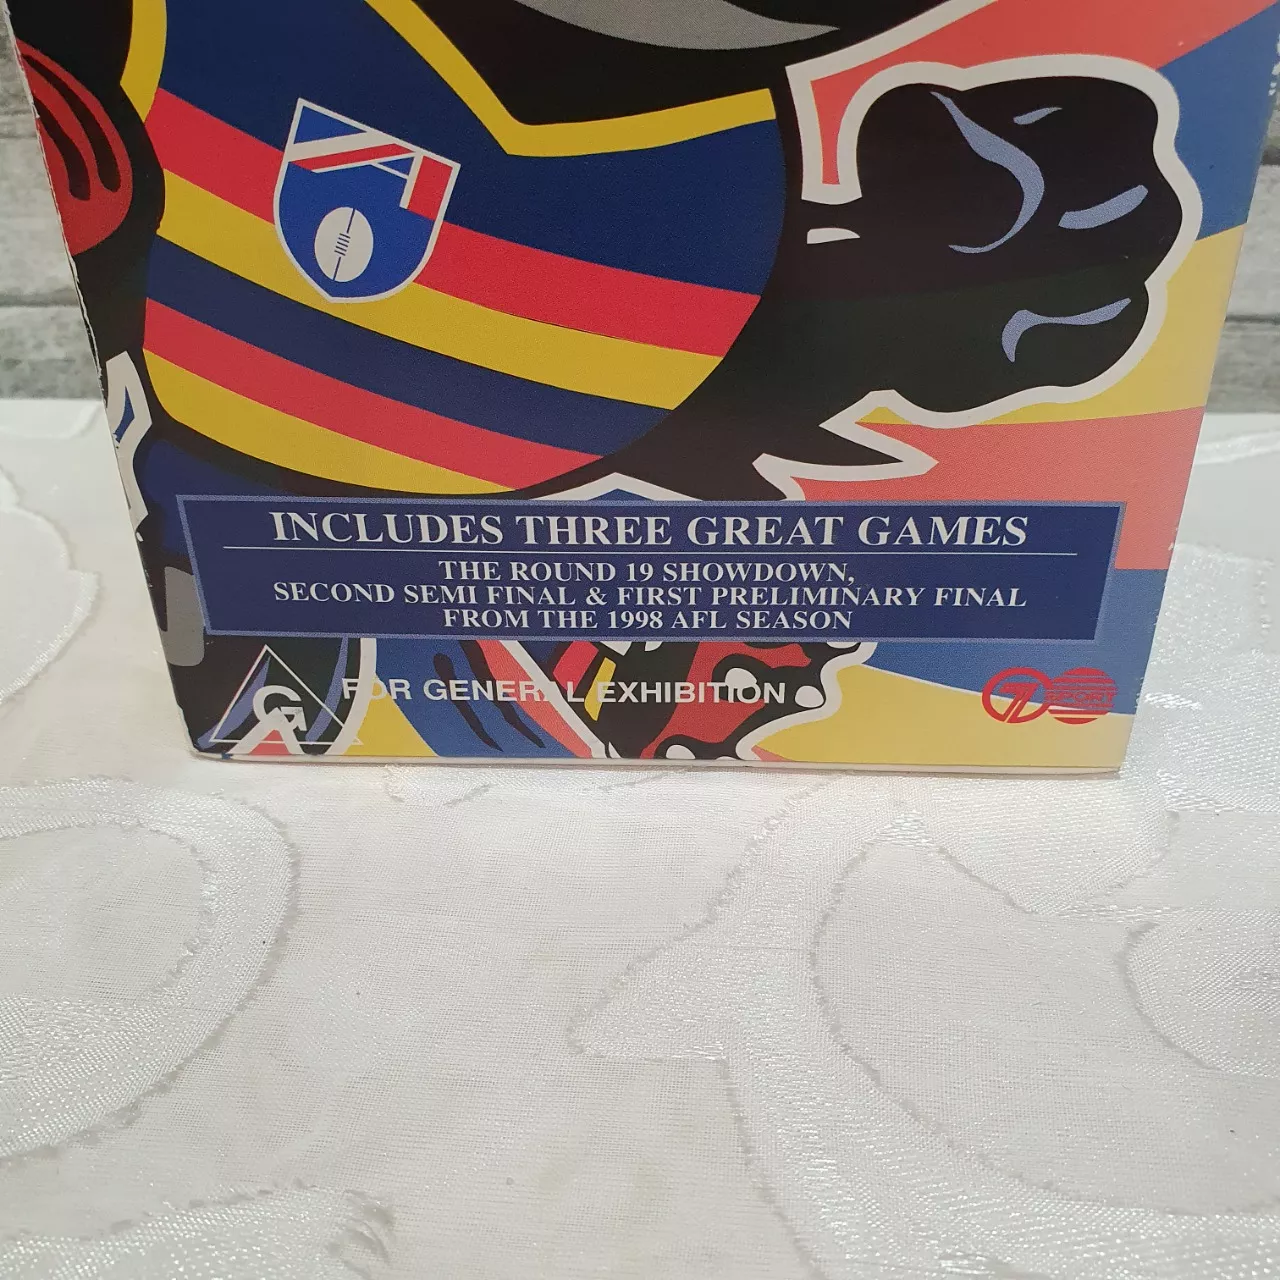 INCLUDES THREE GREAT GAMES
THE ROUND 19 SHOWDOWN,
SECOND SEMI FINAL & FIRST PRELIMINARY FINAL
FROM THE 1998 AFL SEASON
G FOR GENERAL EXHIBITION
7 SPORT